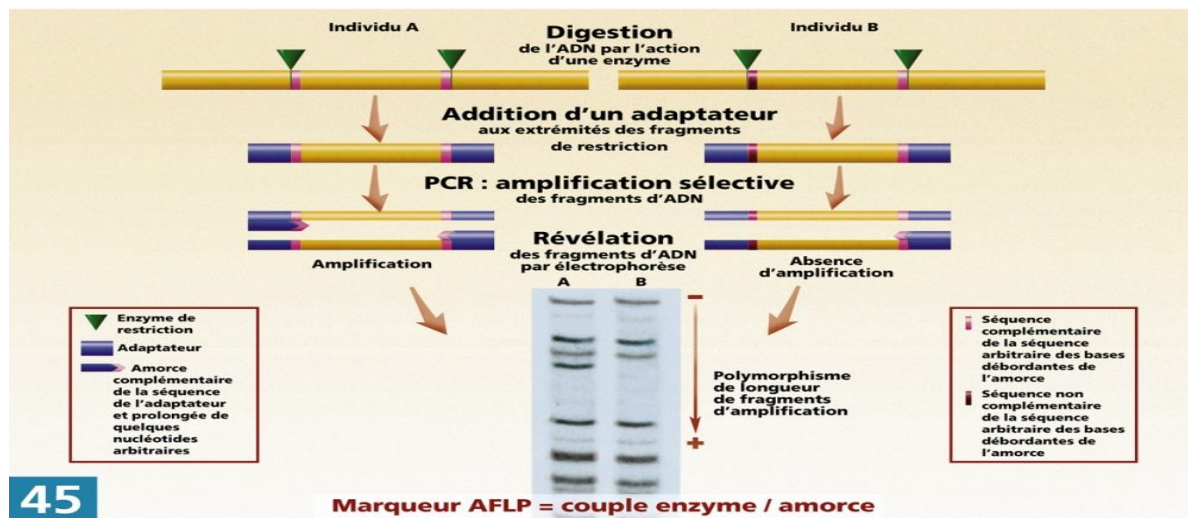 Individu A
Digestion
de l'ADN par l'action
d'une enzyme
Individu B
Addition d'un adaptateur
aux extrémités des fragments
de restriction
PCR : amplification sélective
des fragments d'ADN
Amplification
Révélation
des fragments d'ADN
par électrophorèse
A B
Absence
d'amplification
Enzyme de
restriction
Adaptateur
Amorce
complémentaire
de la séquence
de l'adaptateur
et prolongée de
quelques
nucléotides
arbitraires
−
+
Polymorphisme
de longueur
de fragments
d'amplification
Séquence
complémentaire
de la séquence
arbitraire des bases
débordantes de
l'amorce
Séquence non
complémentaire
de la séquence
arbitraire des bases
débordantes de
l'amorce
45
Marqueur AFLP = couple enzyme / amorce